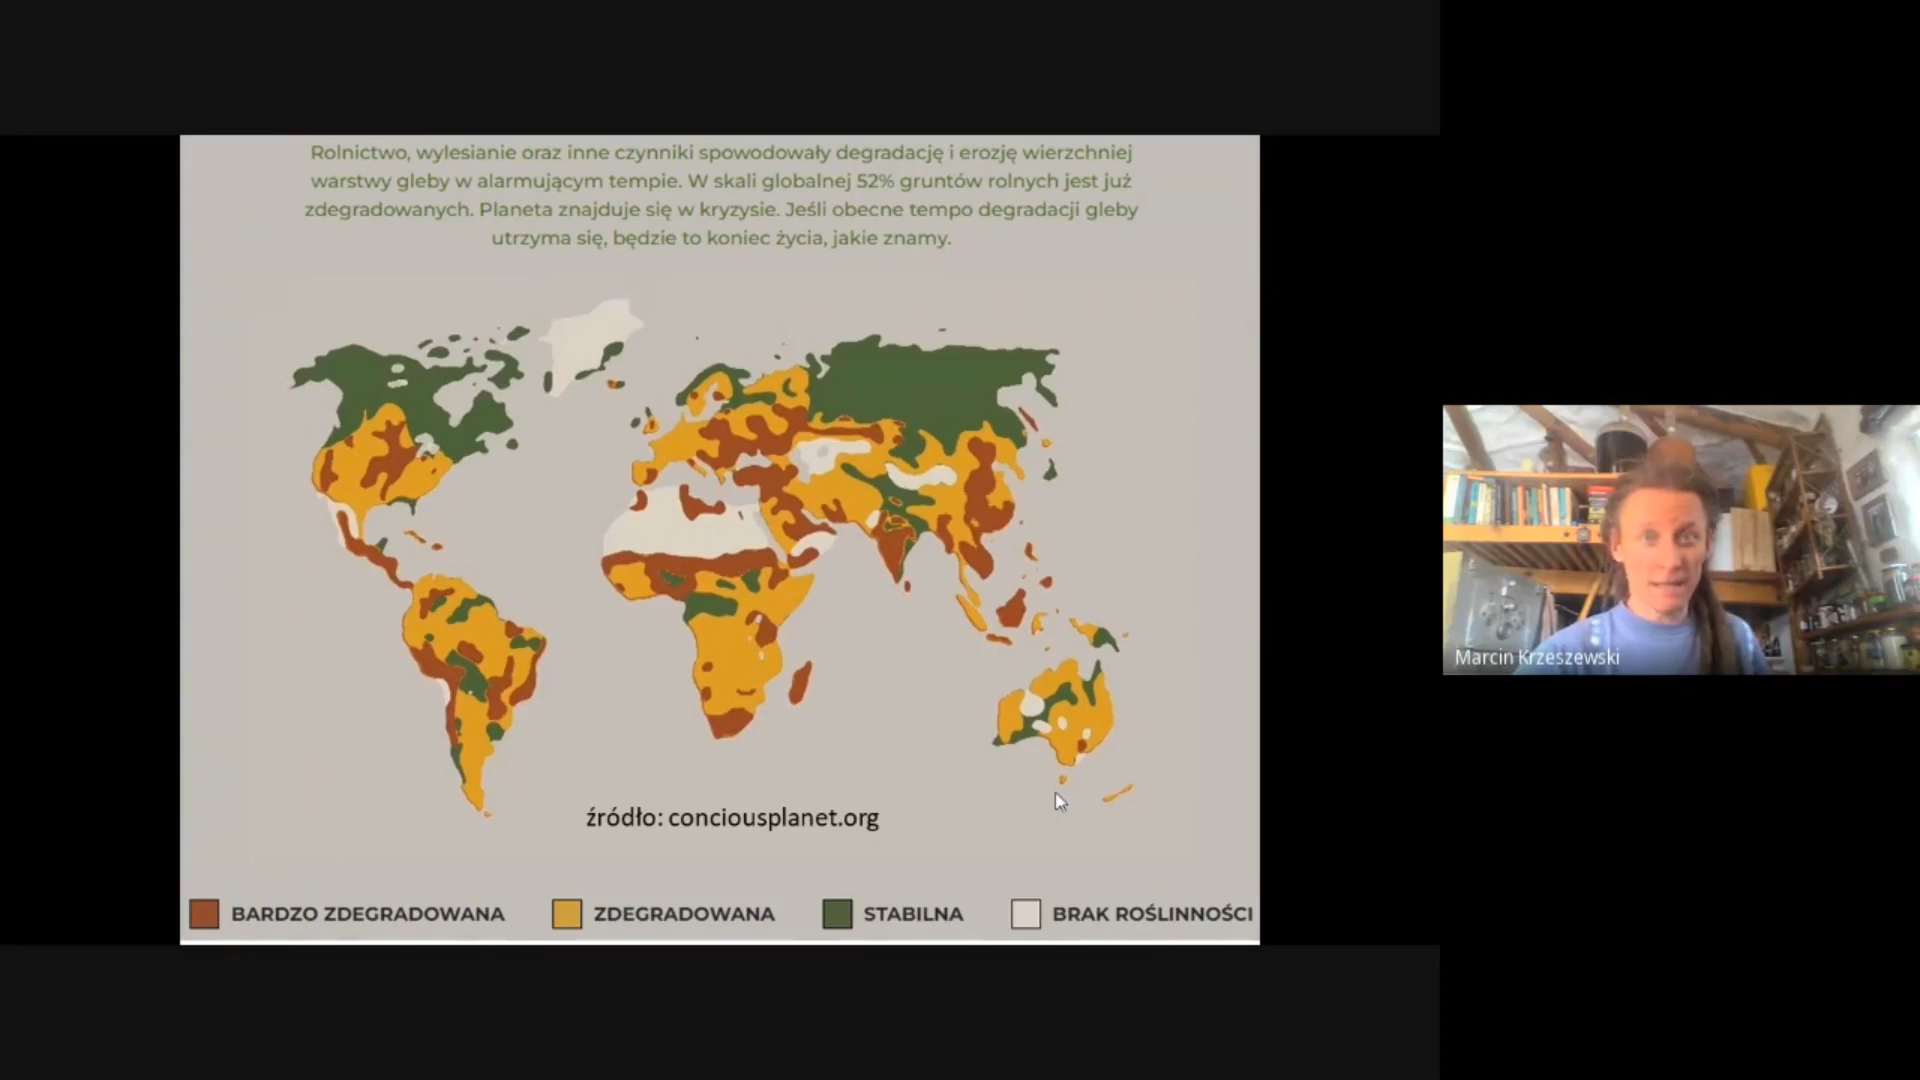 Rolnictwo, wylesianie oraz inne czynniki spowodowały degradację i erozję wierzchniej
warstwy gleby w alarmującym tempie. W skali globalnej 52% gruntów rolnych jest już
zdegradowanych. Planeta znajduje się w kryzysie. Jeśli obecne tempo degradacji gleby
utrzyma się, będzie to koniec życia, jakie znamy.
Marcin Krzeszewski
źródło: conciousplanet.org
BARDZO ZDEGRADOWANA
ZDEGRADOWANA
STABILNA
BRAK ROŚLINNOŚCI